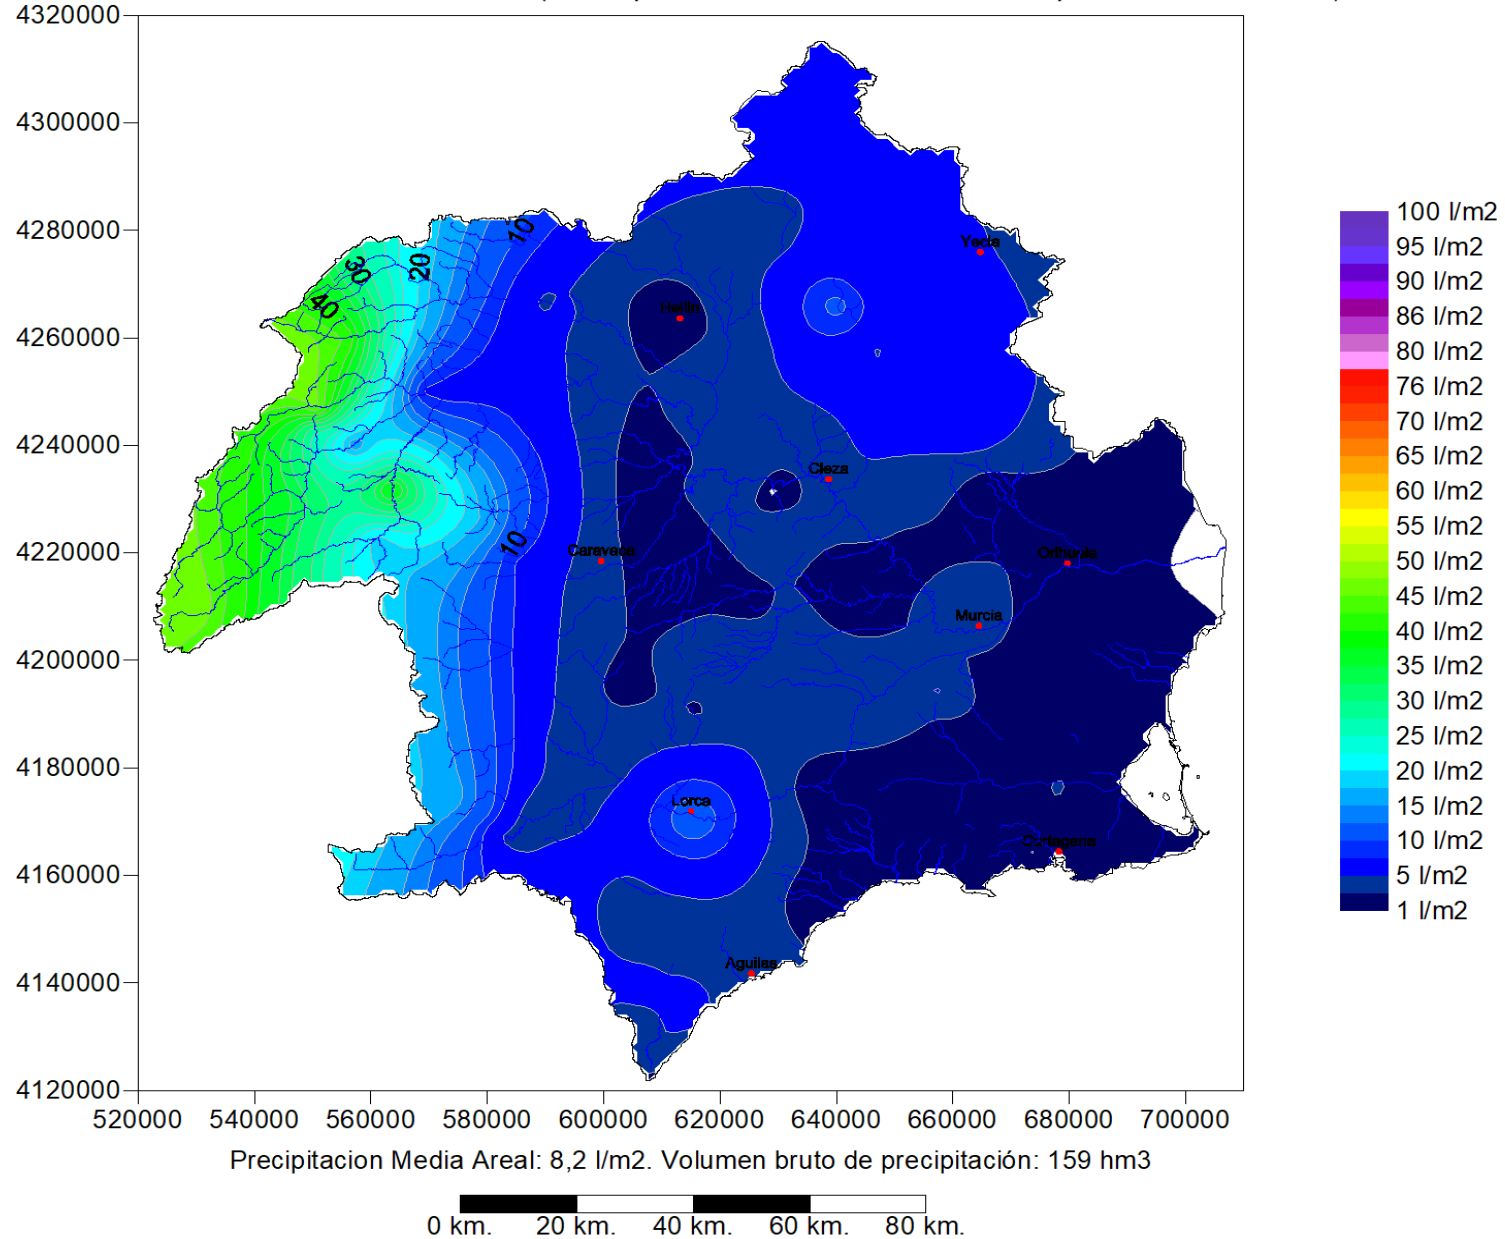 4320000
4300000
4280000
4260000
4240000
4220000
4200000
4180000
4160000
4140000
4120000
520000 540000 560000 580000 600000 620000 640000 660000 680000 700000
10
20
30
40
10
Yecla
Hellin
Cieza
Caravaca
Orihuela
Murcia
Lorca
Cartagena
Aguilas
100 l/m2
95 l/m2
90 l/m2
86 l/m2
80 l/m2
76 l/m2
70 l/m2
65 l/m2
60 l/m2
55 l/m2
50 l/m2
45 l/m2
40 l/m2
35 l/m2
30 l/m2
25 l/m2
20 l/m2
15 l/m2
10 l/m2
5 l/m2
1 l/m2
Precipitacion Media Areal: 8,2 l/m2. Volumen bruto de precipitación: 159 hm3
0 km. 20 km. 40 km. 60 km. 80 km.